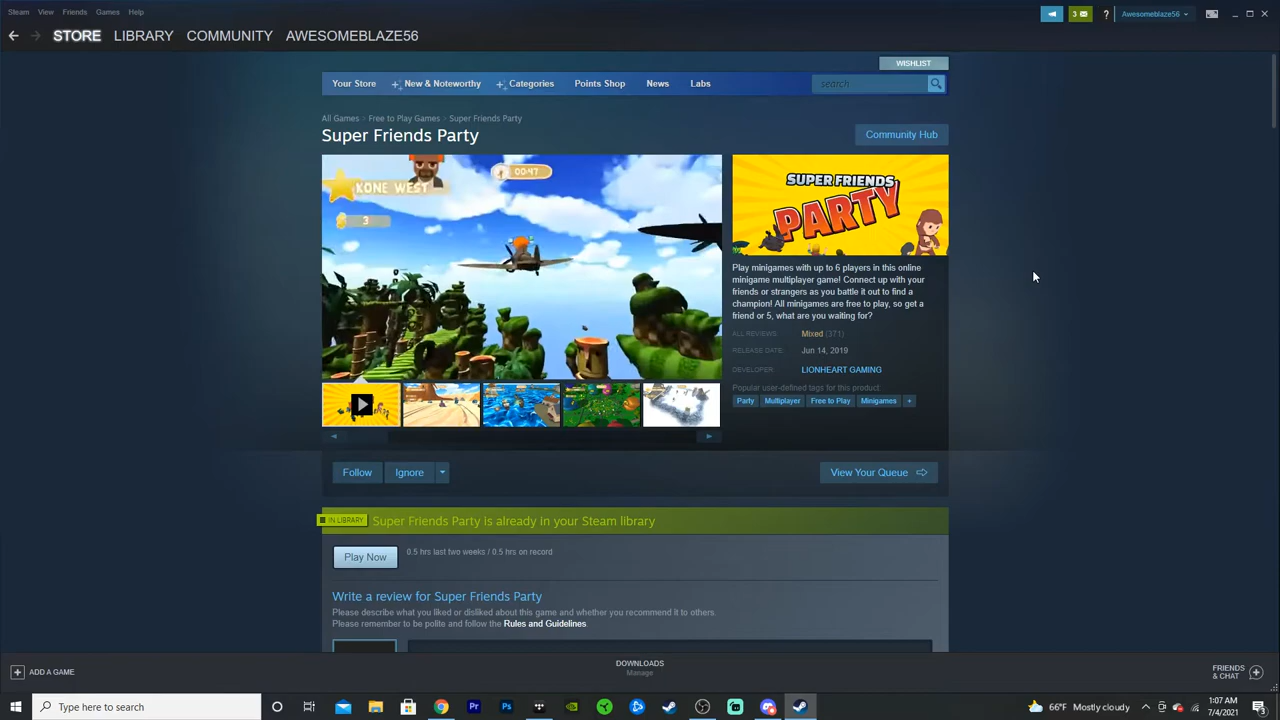 Steam View Friends Games Help
3
?
Awesomeblaze56
STORE LIBRARY COMMUNITY AWESOMEBLAZE56
WISHLIST
Your Store New & Noteworthy Categories Points Shop News Labs
search
All Games > Free to Play Games > Super Friends Party
Super Friends Party
Community Hub
KONE WEST
00:47
3
SUPER FRIENDS
PARTY
Play minigames with up to 6 players in this online
minigame multiplayer game! Connect up with your
friends or strangers as you battle it out to find a
champion! All minigames are free to play, so get a
friend or 5, what are you waiting for?
ALL REVIEWS: Mixed (371)
RELEASE DATE: Jun 14, 2019
DEVELOPER: LIONHEART GAMING
Popular user-defined tags for this product:
Party Multiplayer Free to Play Minigames +
Follow Ignore
View Your Queue
IN LIBRARY Super Friends Party is already in your Steam library
Play Now 0.5 hrs last two weeks / 0.5 hrs on record
Write a review for Super Friends Party
Please describe what you liked or disliked about this game and whether you recommend it to others.
Please remember to be polite and follow the Rules and Guidelines.
ADD A GAME
DOWNLOADS
Manage
FRIENDS
& CHAT
Type here to search
Pr Ps
66°F Mostly cloudy
1:07 AM
7/4/2021